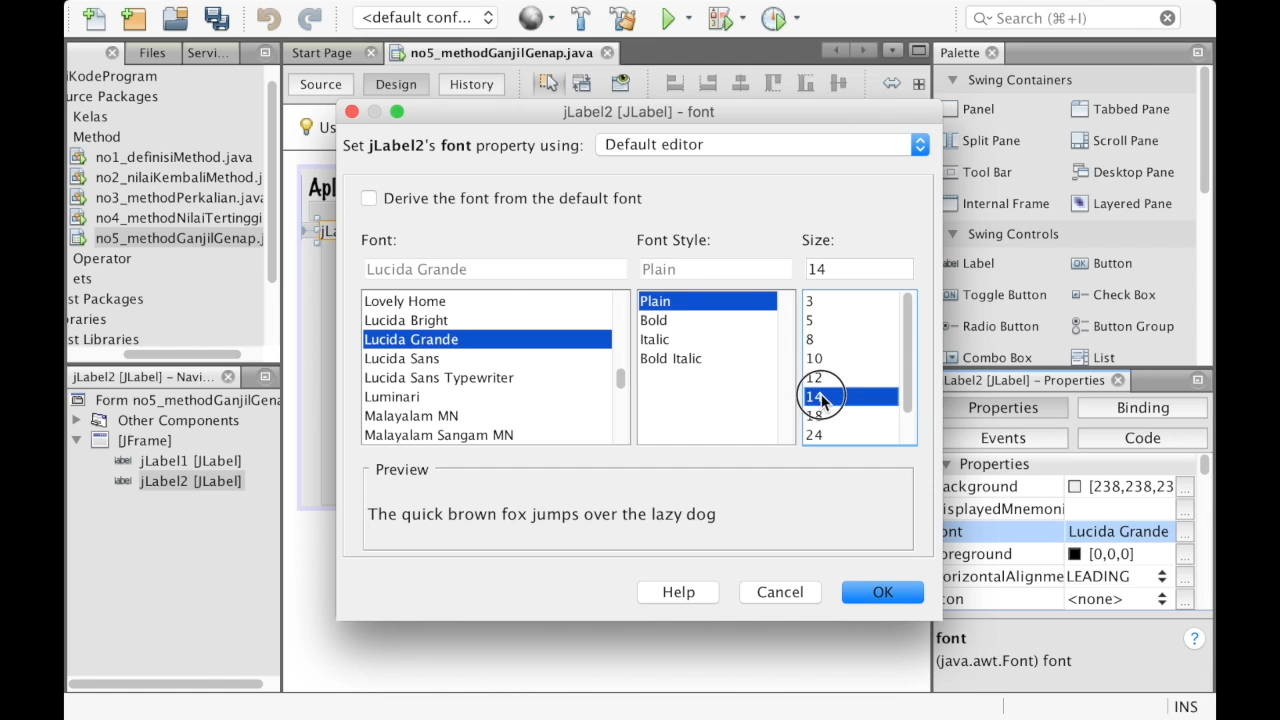 <default conf...
Search (⌘+I)
Files
Servi...
Start Page
no5_methodGanjilGenap.java
Palette
Source
Design
History
Swing Containers
Panel
Tabbed Pane
Split Pane
Scroll Pane
Tool Bar
Desktop Pane
Internal Frame
Layered Pane
Swing Controls
label Label
OK Button
ON Toggle Button
Check Box
Radio Button
Button Group
Combo Box
List
iKodeProgram
urce Packages
Kelas
Method
no1_definisiMethod.java
no2_nilaiKembaliMethod.j
no3_methodPerkalian.java
no4_methodNilaiTertinggi
no5_methodGanjilGenap.j
Operator
ets
st Packages
raries
st Libraries
jLabel2 [JLabel] - Navi...
Form no5_methodGanjilGena
Other Components
[JFrame]
label jLabel1 [JLabel]
label jLabel2 [JLabel]
Us
Apl
jLa
jLabel2 [JLabel] - font
Set jLabel2's font property using:
Default editor
Derive the font from the default font
Font:
Font Style:
Size:
Lucida Grande
Plain
14
Lovely Home
Lucida Bright
Lucida Grande
Lucida Sans
Lucida Sans Typewriter
Luminari
Malayalam MN
Malayalam Sangam MN
Plain
Bold
Italic
Bold Italic
3
5
8
10
12
14
18
24
Preview
The quick brown fox jumps over the lazy dog
Help
Cancel
OK
Label2 [JLabel] - Properties
Properties
Binding
Events
Code
Properties
ackground
[238,238,23
...
isplayedMnemoni
...
ont
Lucida Grande
...
oreground
[0,0,0]
...
orizontalAlignme
LEADING
...
con
<none>
...
font
?
(java.awt.Font) font
INS